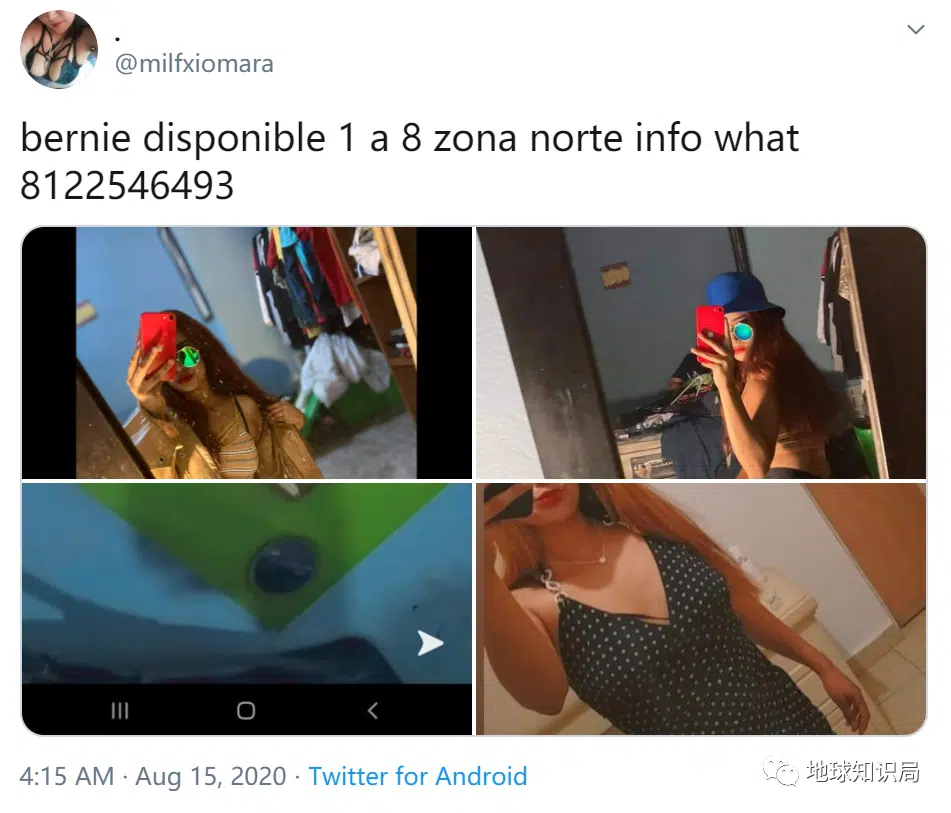 .
@milfxiomara
bernie disponible 1 a 8 zona norte info what
8122546493
4:15 AM · Aug 15, 2020 · Twitter for Android
地球知识局